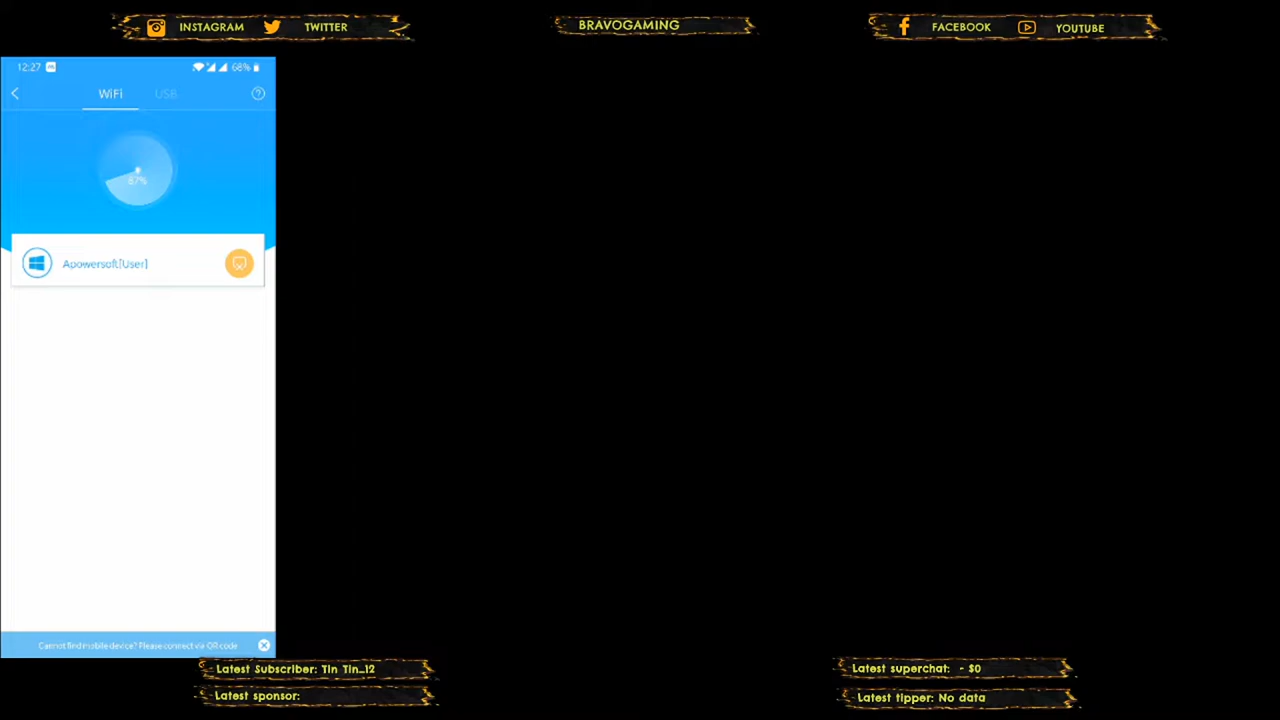 INSTAGRAM TWITTER
BRAVOGAMING
FACEBOOK YOUTUBE
12:27 68%
WiFi USB
87%
Apowersoft[User]
Cannot find mobile device? Please connect via QR code
Latest Subscriber: Tin Tin_12
Latest sponsor:
Latest superchat: - $0
Latest tipper: No data